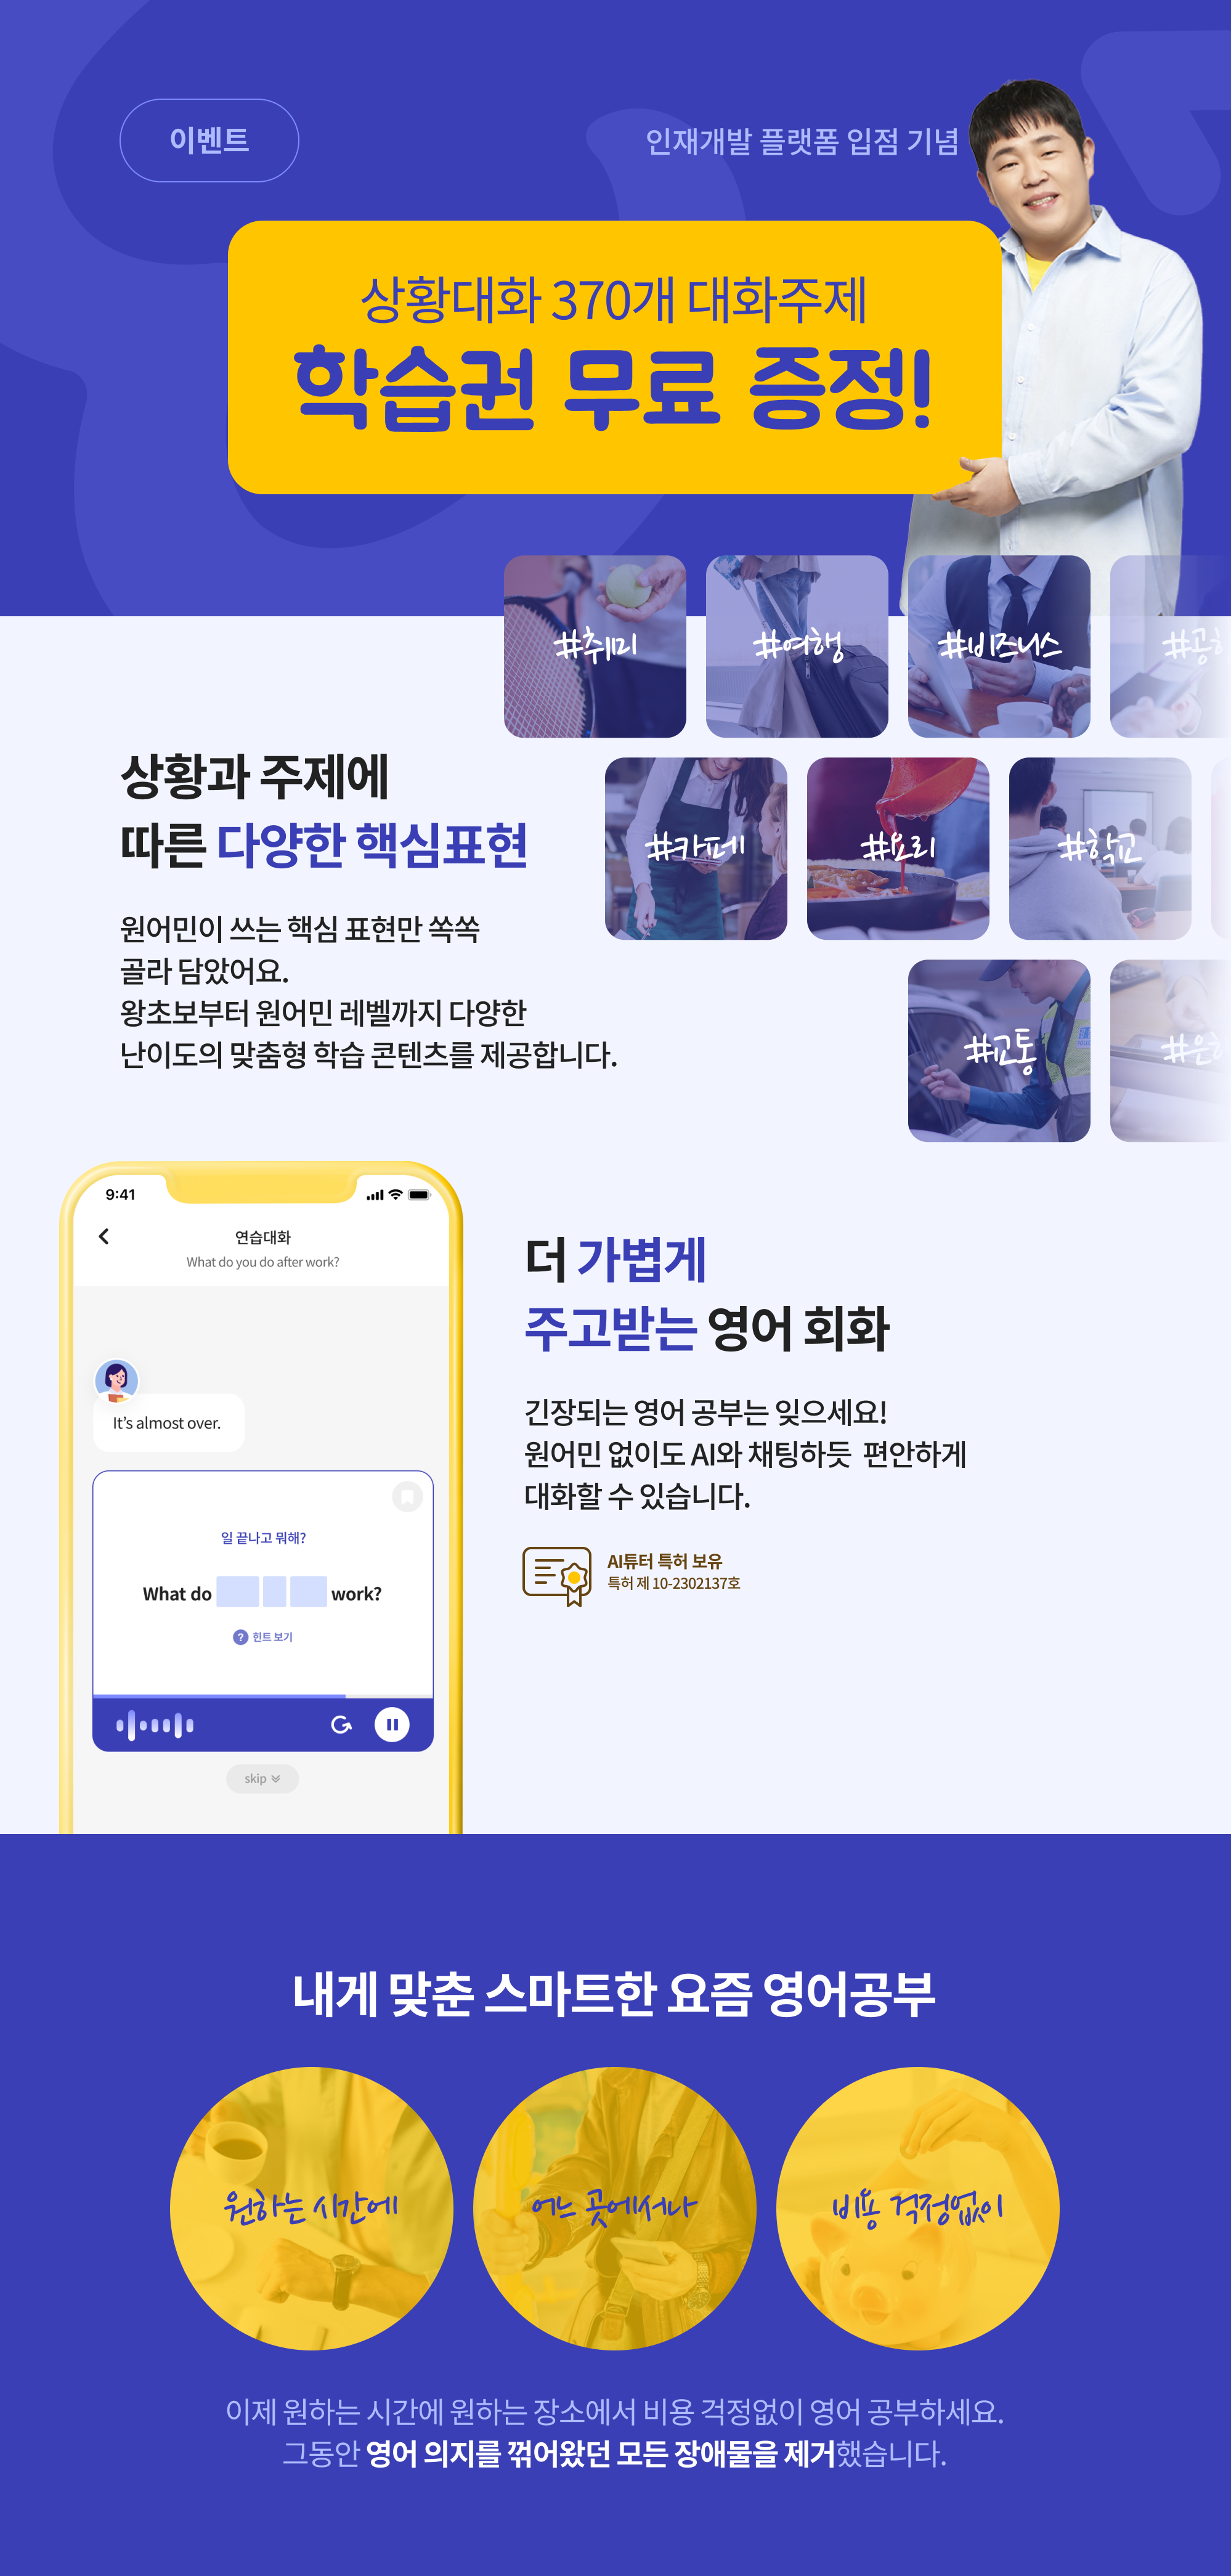 이벤트
인재개발 플랫폼 입점 기념
상황대화 370개 대화주제
학습권 무료 증정!
#취미
#여행
#비즈니스
상황과 주제에
따른 다양한 핵심표현
#카페
#요리
#학교
원어민이 쓰는 핵심 표현만 쏙쏙
골라 담았어요.
왕초보부터 원어민 레벨까지 다양한
난이도의 맞춤형 학습 콘텐츠를 제공합니다.
#교통
9:41
연습대화
What do you do after work?
It's almost over.
일 끝나고 뭐해?
What do work?
? 힌트 보기
skip
더 가볍게
주고받는 영어 회화
긴장되는 영어 공부는 잊으세요!
원어민 없이도 AI와 채팅하듯 편안하게
대화할 수 있습니다.
AI튜터 특허 보유
특허 제 10-2302137호
내게 맞춘 스마트한 요즘 영어공부
원하는 시간에
어느 곳에서나
비용 걱정없이
이제 원하는 시간에 원하는 장소에서 비용 걱정없이 영어 공부하세요.
그동안 영어 의지를 꺾어왔던 모든 장애물을 제거했습니다.